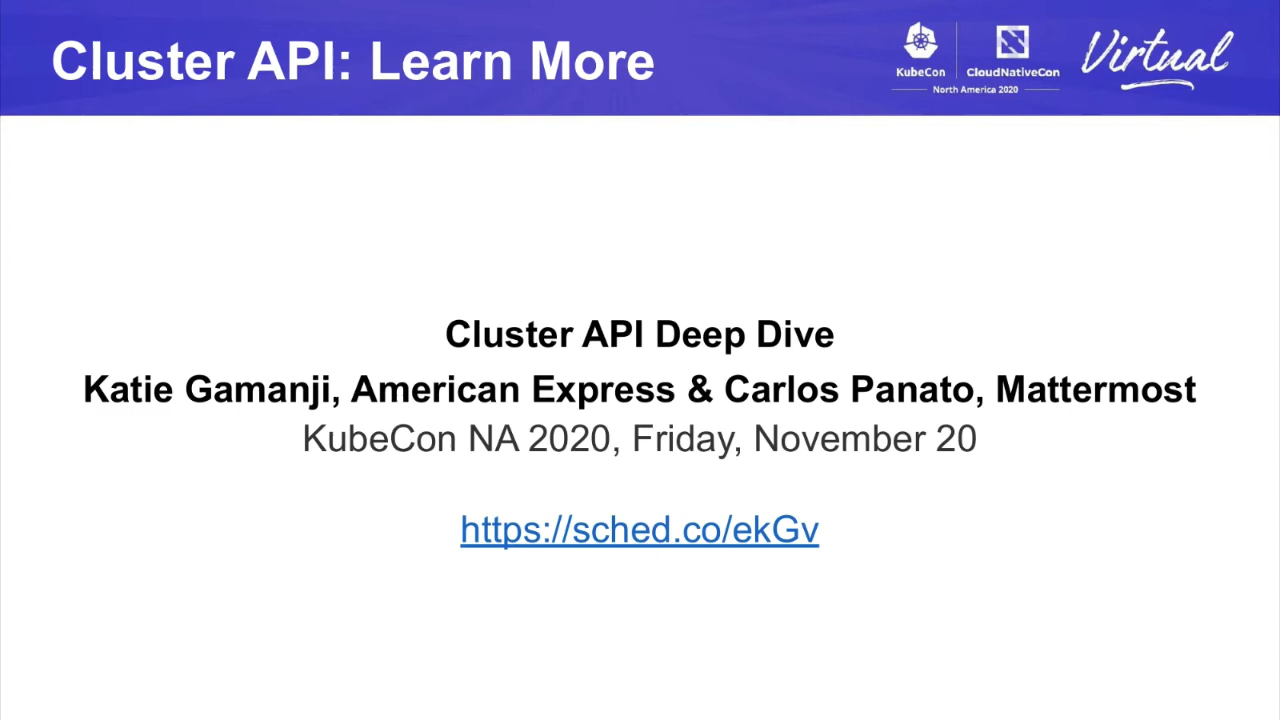 Cluster API: Learn More
KubeCon
CloudNativeCon
North America 2020
Virtual
Cluster API Deep Dive
Katie Gamanji, American Express & Carlos Panato, Mattermost
KubeCon NA 2020, Friday, November 20
https://sched.co/ekGv